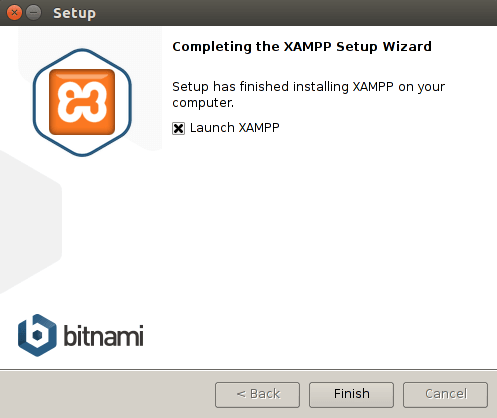 Setup
Completing the XAMPP Setup Wizard
Setup has finished installing XAMPP on your
computer.
Launch XAMPP
bitnami
< Back
Finish
Cancel